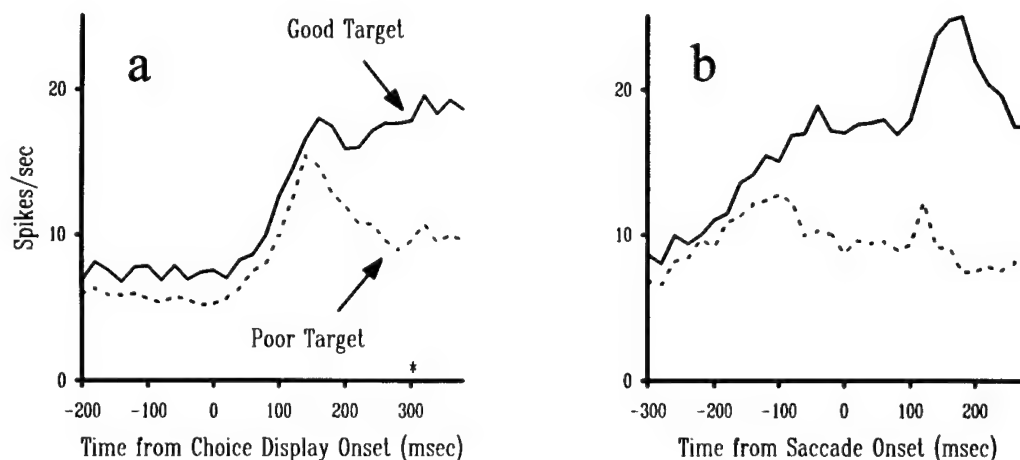 a
Good Target
Poor Target
*
Spikes/sec
20
10
0
-200 -100 0 100 200 300
Time from Choice Display Onset (msec)
b
20
10
0
-300 -200 -100 0 100 200
Time from Saccade Onset (msec)